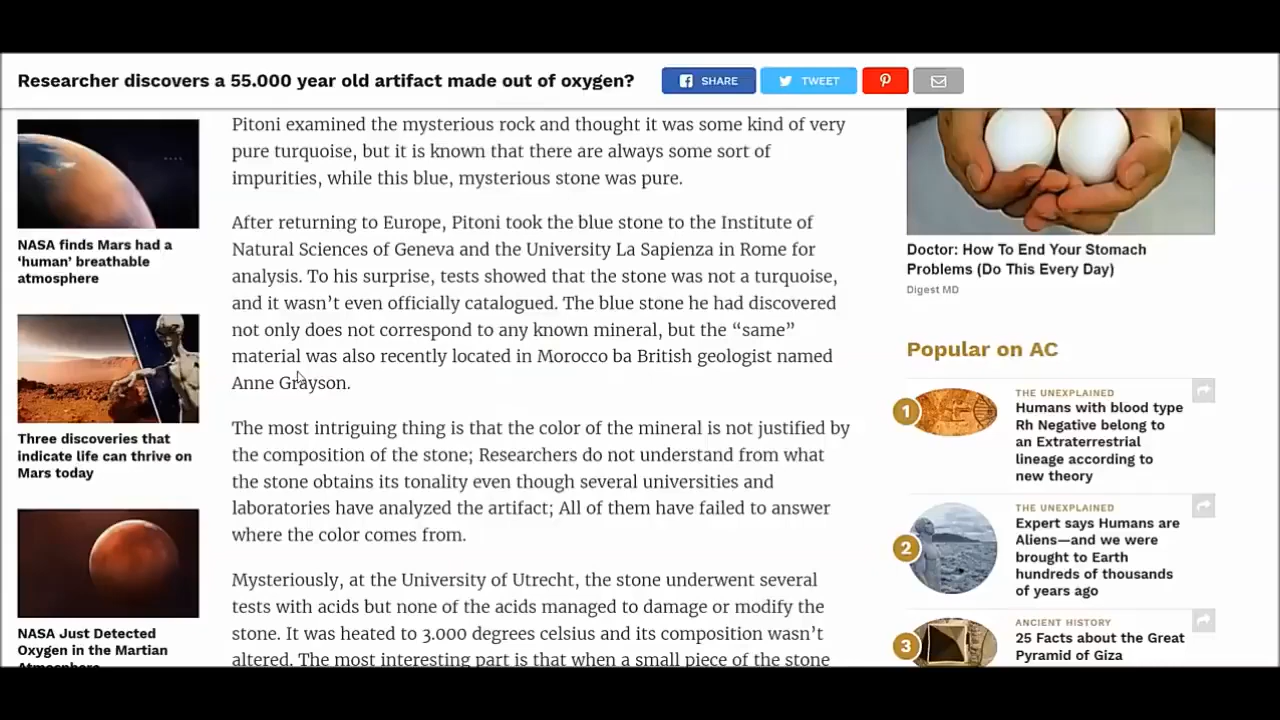 Researcher discovers a 55.000 year old artifact made out of oxygen?
SHARE
TWEET
NASA finds Mars had a
‘human’ breathable
atmosphere
Three discoveries that
indicate life can thrive on
Mars today
NASA Just Detected
Oxygen in the Martian
Atmosphere
Pitoni examined the mysterious rock and thought it was some kind of very
pure turquoise, but it is known that there are always some sort of
impurities, while this blue, mysterious stone was pure.
After returning to Europe, Pitoni took the blue stone to the Institute of
Natural Sciences of Geneva and the University La Sapienza in Rome for
analysis. To his surprise, tests showed that the stone was not a turquoise,
and it wasn’t even officially catalogued. The blue stone he had discovered
not only does not correspond to any known mineral, but the “same”
material was also recently located in Morocco ba British geologist named
Anne Grayson.
The most intriguing thing is that the color of the mineral is not justified by
the composition of the stone; Researchers do not understand from what
the stone obtains its tonality even though several universities and
laboratories have analyzed the artifact; All of them have failed to answer
where the color comes from.
Mysteriously, at the University of Utrecht, the stone underwent several
tests with acids but none of the acids managed to damage or modify the
stone. It was heated to 3.000 degrees celsius and its composition wasn’t
altered. The most interesting part is that when a small piece of the stone
Doctor: How To End Your Stomach
Problems (Do This Every Day)
Digest MD
Popular on AC
1
THE UNEXPLAINED
Humans with blood type
Rh Negative belong to
an Extraterrestrial
lineage according to
new theory
2
THE UNEXPLAINED
Expert says Humans are
Aliens—and we were
brought to Earth
hundreds of thousands
of years ago
3
ANCIENT HISTORY
25 Facts about the Great
Pyramid of Giza